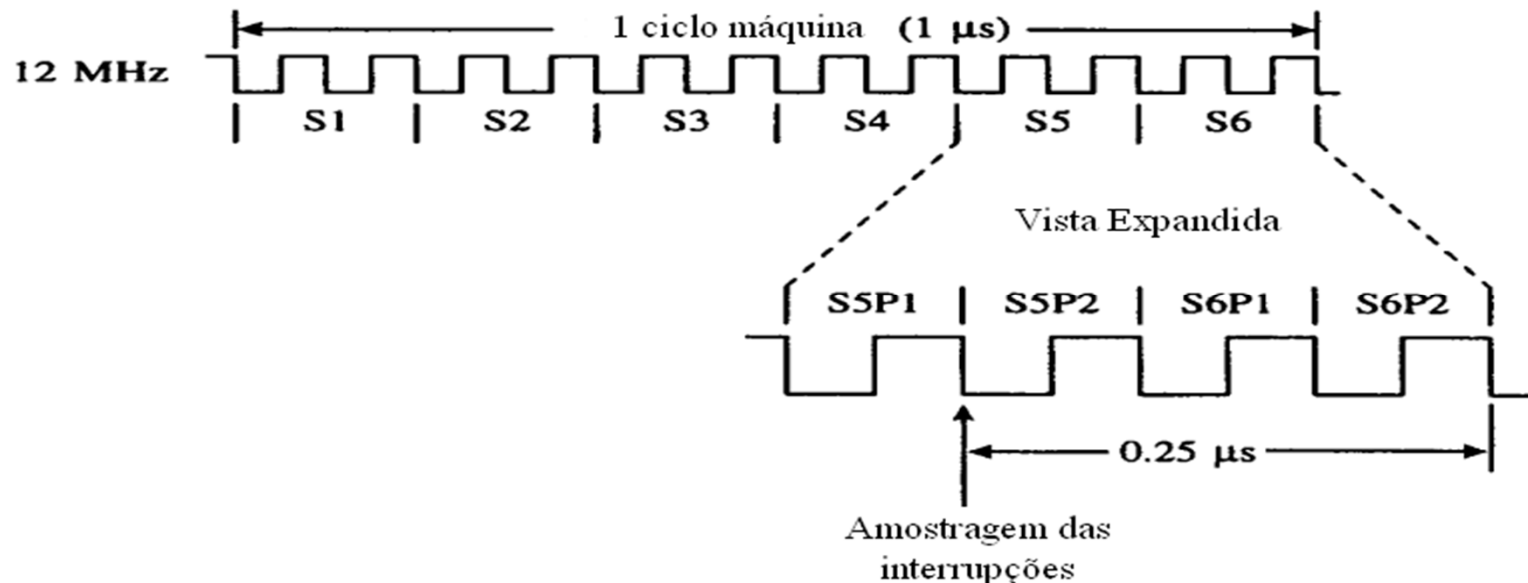 1 ciclo máquina (1 µs)
12 MHz
S1 S2 S3 S4 S5 S6
Vista Expandida
S5P1 S5P2 S6P1 S6P2
0.25 µs
Amostragem das
interrupções